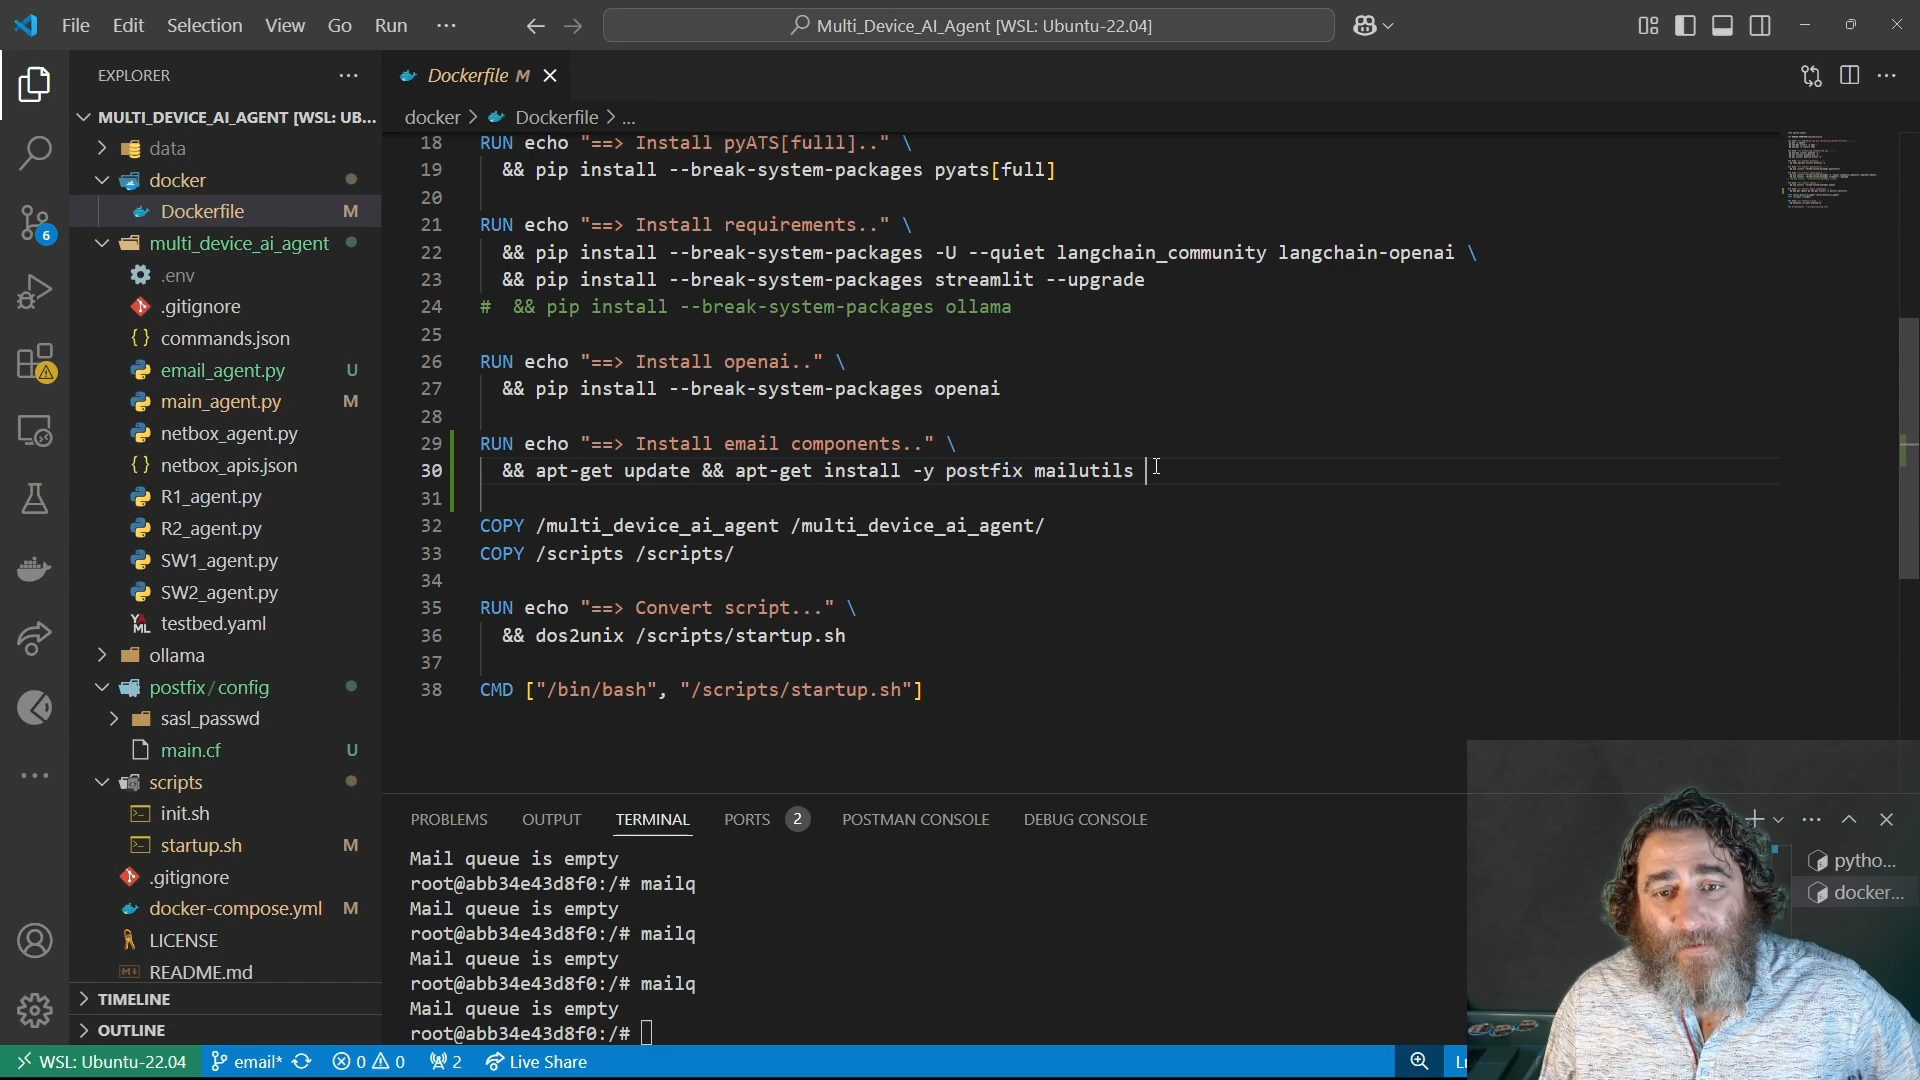 File Edit Selection View Go Run ···
Multi_Device_AI_Agent [WSL: Ubuntu-22.04]
EXPLORER
Dockerfile M
MULTI_DEVICE_AI_AGENT [WSL: UB...
docker > Dockerfile > ...
data
docker
Dockerfile M
multi_device_ai_agent
.env
.gitignore
commands.json
email_agent.py U
main_agent.py M
netbox_agent.py
netbox_apis.json
R1_agent.py
R2_agent.py
SW1_agent.py
SW2_agent.py
testbed.yaml
ollama
postfix/config
sasl_passwd
main.cf U
scripts
init.sh
startup.sh M
.gitignore
docker-compose.yml M
LICENSE
README.md
TIMELINE
OUTLINE
6
18 RUN echo "==> Install pyATS[fulll].." \
19 && pip install --break-system-packages pyats[full]
20
21 RUN echo "==> Install requirements.." \
22 && pip install --break-system-packages -U --quiet langchain_community langchain-openai \
23 && pip install --break-system-packages streamlit --upgrade
24 # && pip install --break-system-packages ollama
25
26 RUN echo "==> Install openai.." \
27 && pip install --break-system-packages openai
28
29 RUN echo "==> Install email components.." \
30 && apt-get update && apt-get install -y postfix mailutils
31
32 COPY /multi_device_ai_agent /multi_device_ai_agent/
33 COPY /scripts /scripts/
34
35 RUN echo "==> Convert script..." \
36 && dos2unix /scripts/startup.sh
37
38 CMD ["/bin/bash", "/scripts/startup.sh"]
PROBLEMS OUTPUT TERMINAL PORTS 2 POSTMAN CONSOLE DEBUG CONSOLE
Mail queue is empty
root@abb34e43d8f0:/# mailq
Mail queue is empty
root@abb34e43d8f0:/# mailq
Mail queue is empty
root@abb34e43d8f0:/# mailq
Mail queue is empty
root@abb34e43d8f0:/#
pytho...
docker...
WSL: Ubuntu-22.04 email* 0 0 2 Live Share